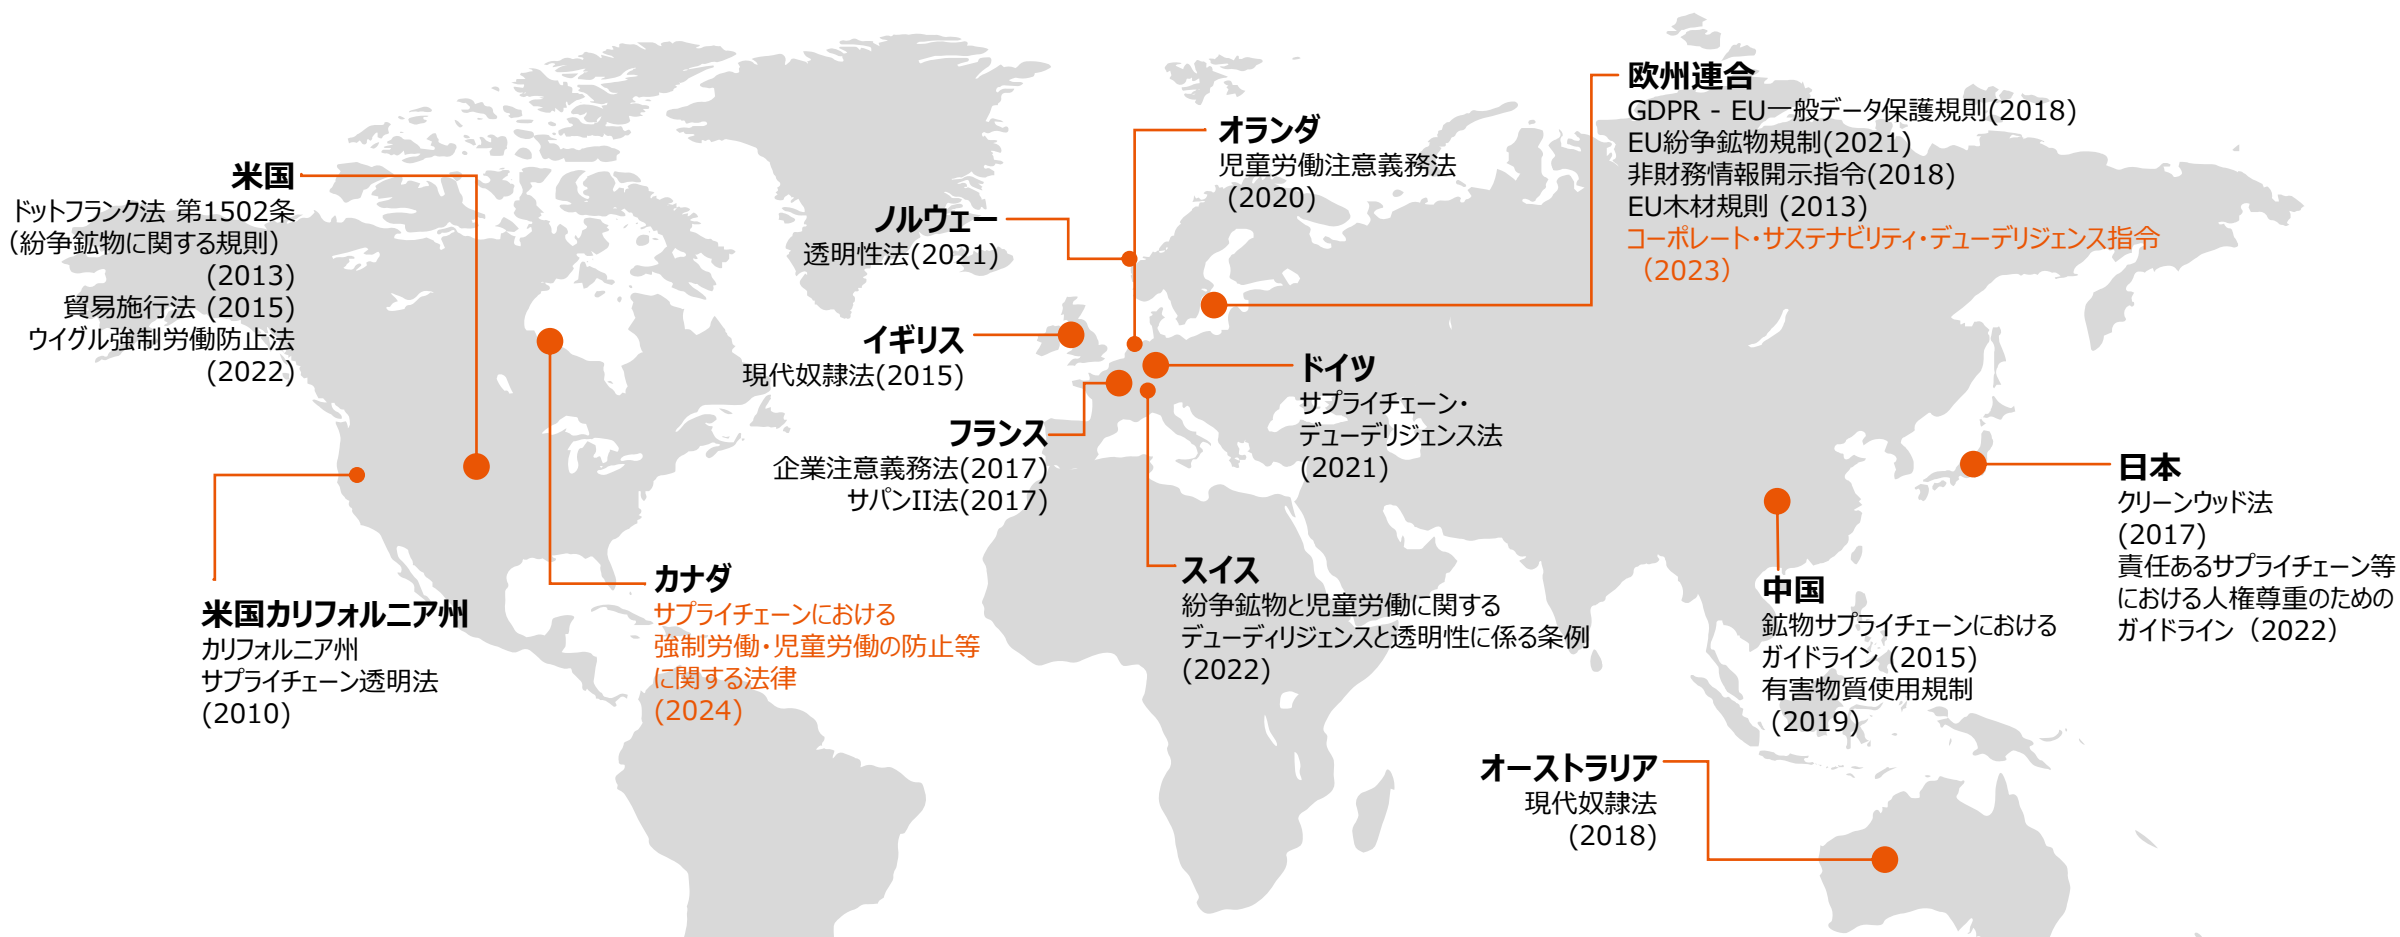 米国
ドットフランク法 第1502条
（紛争鉱物に関する規則）
(2013)
貿易施行法 (2015)
ウイグル強制労働防止法
(2022)
米国カリフォルニア州
カリフォルニア州
サプライチェーン透明法
(2010)
カナダ
サプライチェーンにおける
強制労働・児童労働の防止等
に関する法律
(2024)
ノルウェー
透明性法(2021)
イギリス
現代奴隷法(2015)
フランス
企業注意義務法(2017)
サパンII法(2017)
オランダ
児童労働注意義務法
(2020)
ドイツ
サプライチェーン・
デューデリジェンス法
(2021)
スイス
紛争鉱物と児童労働に関する
デューディリジェンスと透明性に係る条例
(2022)
欧州連合
GDPR - EU一般データ保護規則(2018)
EU紛争鉱物規制(2021)
非財務情報開示指令(2018)
EU木材規則 (2013)
コーポレート・サステナビリティ・デューデリジェンス指令
（2023）
中国
鉱物サプライチェーンにおける
ガイドライン (2015)
有害物質使用規制
(2019)
日本
クリーンウッド法
(2017)
責任あるサプライチェーン等
における人権尊重のための
ガイドライン（2022）
オーストラリア
現代奴隷法
(2018)